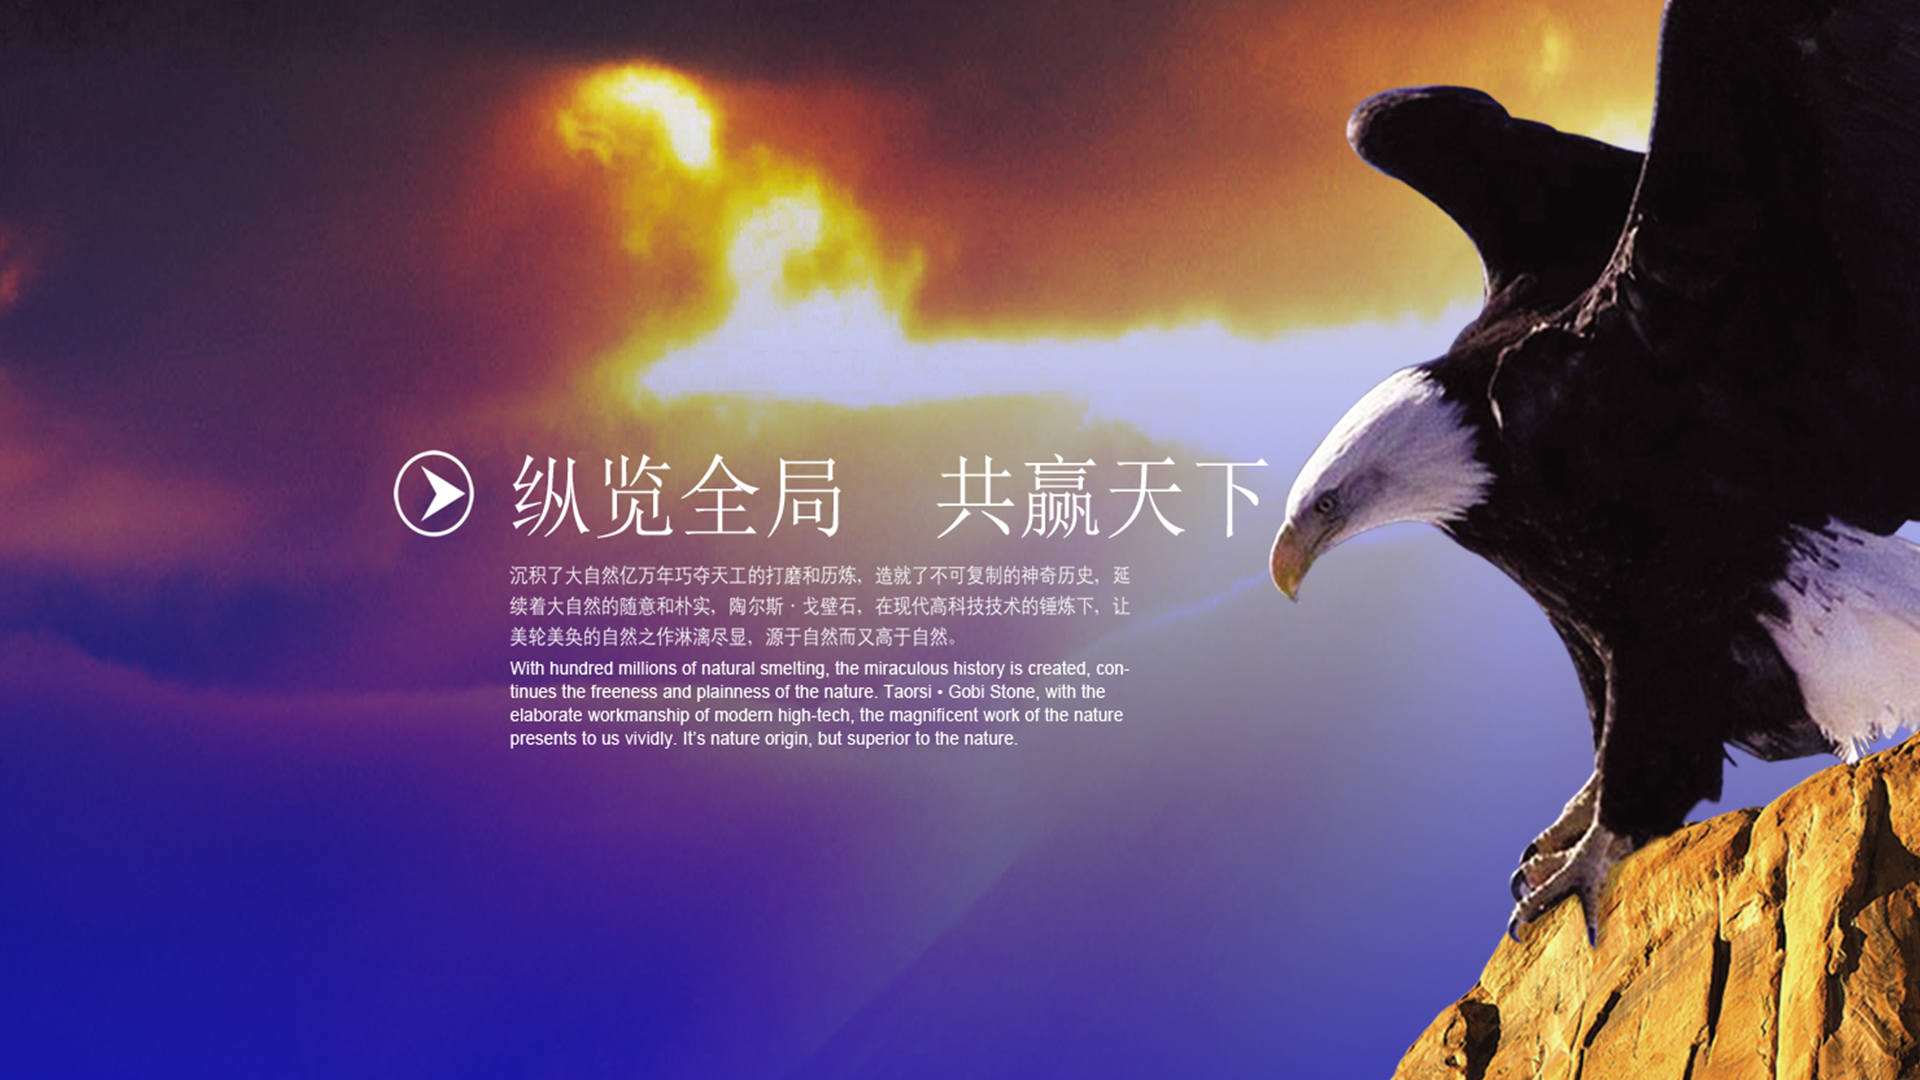 纵览全局 共赢天下
沉积了大自然亿万年巧夺天工的打磨和历炼，造就了不可复制的神奇历史，延
续着大自然的随意和朴实，陶尔斯·戈壁石，在现代高科技技术的锤炼下，让
美轮美奂的自然之作淋漓尽显，源于自然而又高于自然。
With hundred millions of natural smelting, the miraculous history is created, con-
tinues the freeness and plainness of the nature. Taorsi • Gobi Stone, with the
elaborate workmanship of modern high-tech, the magnificent work of the nature
presents to us vividly. It's nature origin, but superior to the nature.